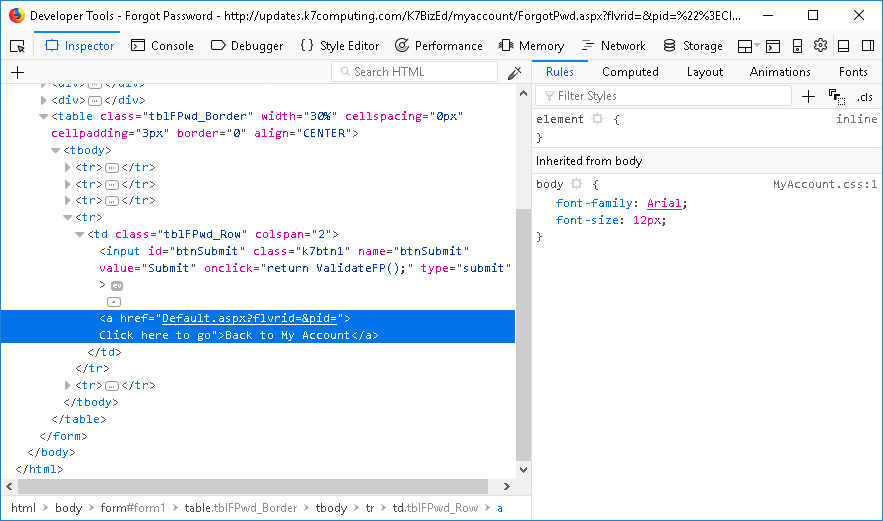 Developer Tools - Forgot Password - http://updates.k7computing.com/K7BizEd/myaccount/ForgotPwd.aspx?flvrid=&pid=%22%3ECl...
Inspector Console Debugger {} Style Editor Performance Memory Network Storage
+ Search HTML
Rules Computed Layout Animations Fonts
Filter Styles + .cls
<div> </div>
<div> </div>
<table class="tblFPwd_Border" width="30%" cellspacing="0px"
cellpadding="3px" border="0" align="CENTER">
<tbody>
<tr> </tr>
<tr> </tr>
<tr> </tr>
<tr>
<td class="tblFPwd_Row" colspan="2">
<input id="btnSubmit" class="k7btn1" name="btnSubmit"
value="Submit" onclick="return ValidateFP();" type="submit"
> ev
<a href="Default.aspx?flvrid=&pid=">
Click here to go">Back to My Account</a>
</td>
</tr>
<tr> </tr>
</tbody>
</table>
</form>
</body>
</html>
html > body > form#form1 > table.tblFPwd_Border > tbody > tr > td.tblFPwd_Row > a
element { inline
}
Inherited from body
body { MyAccount.css:1
font-family: Arial;
font-size: 12px;
}